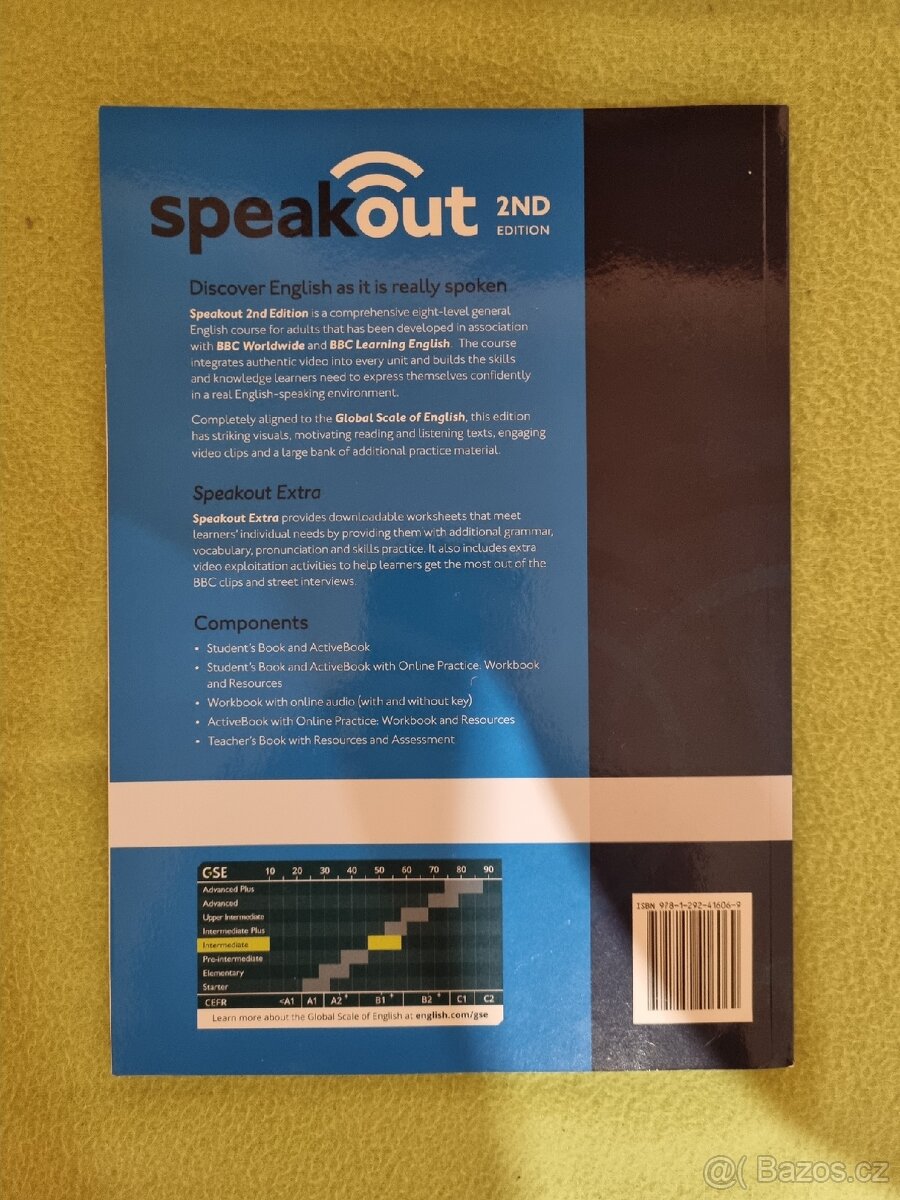 speakout 2ND
EDITION
Discover English as it is really spoken
Speakout 2nd Edition is a comprehensive eight-level general
English course for adults that has been developed in association
with BBC Worldwide and BBC Learning English. The course
integrates authentic video into every unit and builds the skills
and knowledge learners need to express themselves confidently
in a real English-speaking environment.
Completely aligned to the Global Scale of English, this edition
has striking visuals, motivating reading and listening texts, engaging
video clips and a large bank of additional practice material.
Speakout Extra
Speakout Extra provides downloadable worksheets that meet
learners' individual needs by providing them with additional grammar,
vocabulary, pronunciation and skills practice. It also includes extra
video exploitation activities to help learners get the most out of the
BBC clips and street interviews.
Components
• Student's Book and ActiveBook
• Student's Book and ActiveBook with Online Practice: Workbook
and Resources
• Workbook with online audio (with and without key)
• ActiveBook with Online Practice: Workbook and Resources
• Teacher's Book with Resources and Assessment
GSE 10 20 30 40 50 60 70 80 90
Advanced Plus
Advanced
Upper Intermediate
Intermediate Plus
Intermediate
Pre-intermediate
Elementary
Starter
CEFR <A1 A1 A2+ B1+ B2+ C1 C2
Learn more about the Global Scale of English at english.com/gse
ISBN 978-1-292-41606-9
@( Bazos.cz